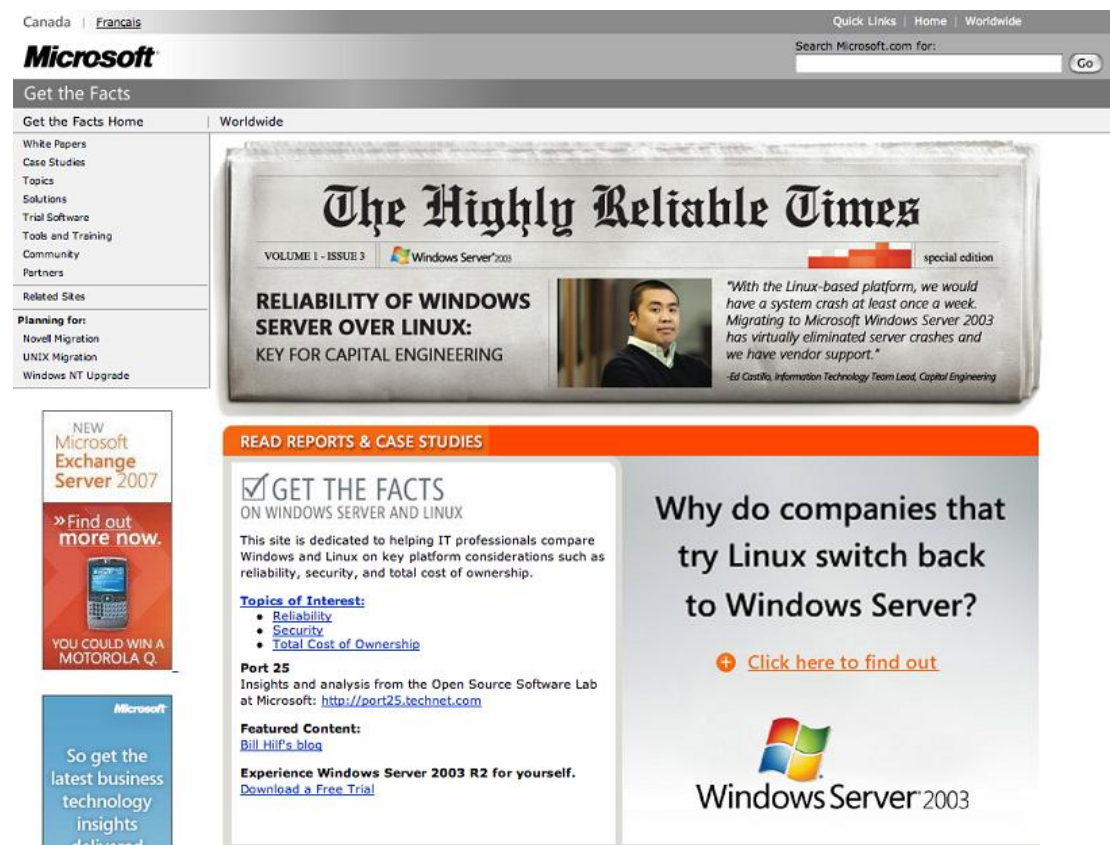 Canada | Français
Quick Links | Home | Worldwide
Microsoft
Search Microsoft.com for:
Go
Get the Facts
Get the Facts Home | Worldwide
White Papers
Case Studies
Topics
Solutions
Trial Software
Tools and Training
Community
Partners
Related Sites
Planning for:
Novell Migration
UNIX Migration
Windows NT Upgrade
The Highly Reliable Times
VOLUME 1 - ISSUE 3
Windows Server 2003
special edition
RELIABILITY OF WINDOWS
SERVER OVER LINUX:
KEY FOR CAPITAL ENGINEERING
"With the Linux-based platform, we would
have a system crash at least once a week.
Migrating to Microsoft Windows Server 2003
has virtually eliminated server crashes and
we have vendor support."
-Ed Castillo, Information Technology Team Lead, Capital Engineering
NEW
Microsoft
Exchange
Server 2007
»Find out
more now.
YOU COULD WIN A
MOTOROLA Q.
Microsoft
So get the
latest business
technology
insights
delivered
READ REPORTS & CASE STUDIES
GET THE FACTS
ON WINDOWS SERVER AND LINUX
This site is dedicated to helping IT professionals compare
Windows and Linux on key platform considerations such as
reliability, security, and total cost of ownership.
Topics of Interest:
• Reliability
• Security
• Total Cost of Ownership
Port 25
Insights and analysis from the Open Source Software Lab
at Microsoft: http://port25.technet.com
Featured Content:
Bill Hilf's blog
Experience Windows Server 2003 R2 for yourself.
Download a Free Trial
Why do companies that
try Linux switch back
to Windows Server?
Click here to find out
Windows Server 2003